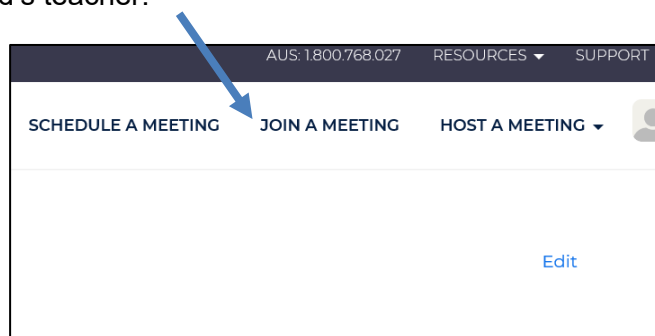 d's teacher.
AUS: 1.800.768.027 RESOURCES SUPPORT
SCHEDULE A MEETING JOIN A MEETING HOST A MEETING
Edit